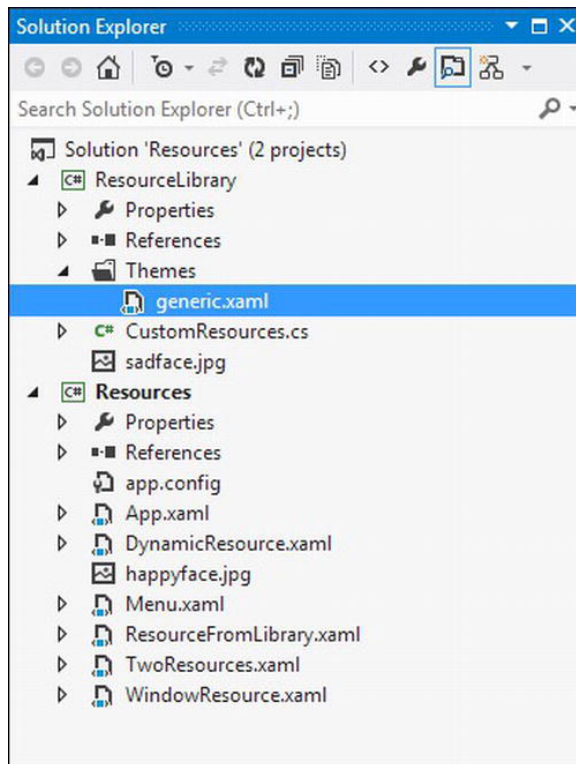 Solution Explorer
Search Solution Explorer (Ctrl+;)
Solution 'Resources' (2 projects)
C# ResourceLibrary
Properties
References
Themes
generic.xaml
C# CustomResources.cs
sadface.jpg
C# Resources
Properties
References
app.config
App.xaml
DynamicResource.xaml
happyface.jpg
Menu.xaml
ResourceFromLibrary.xaml
TwoResources.xaml
WindowResource.xaml